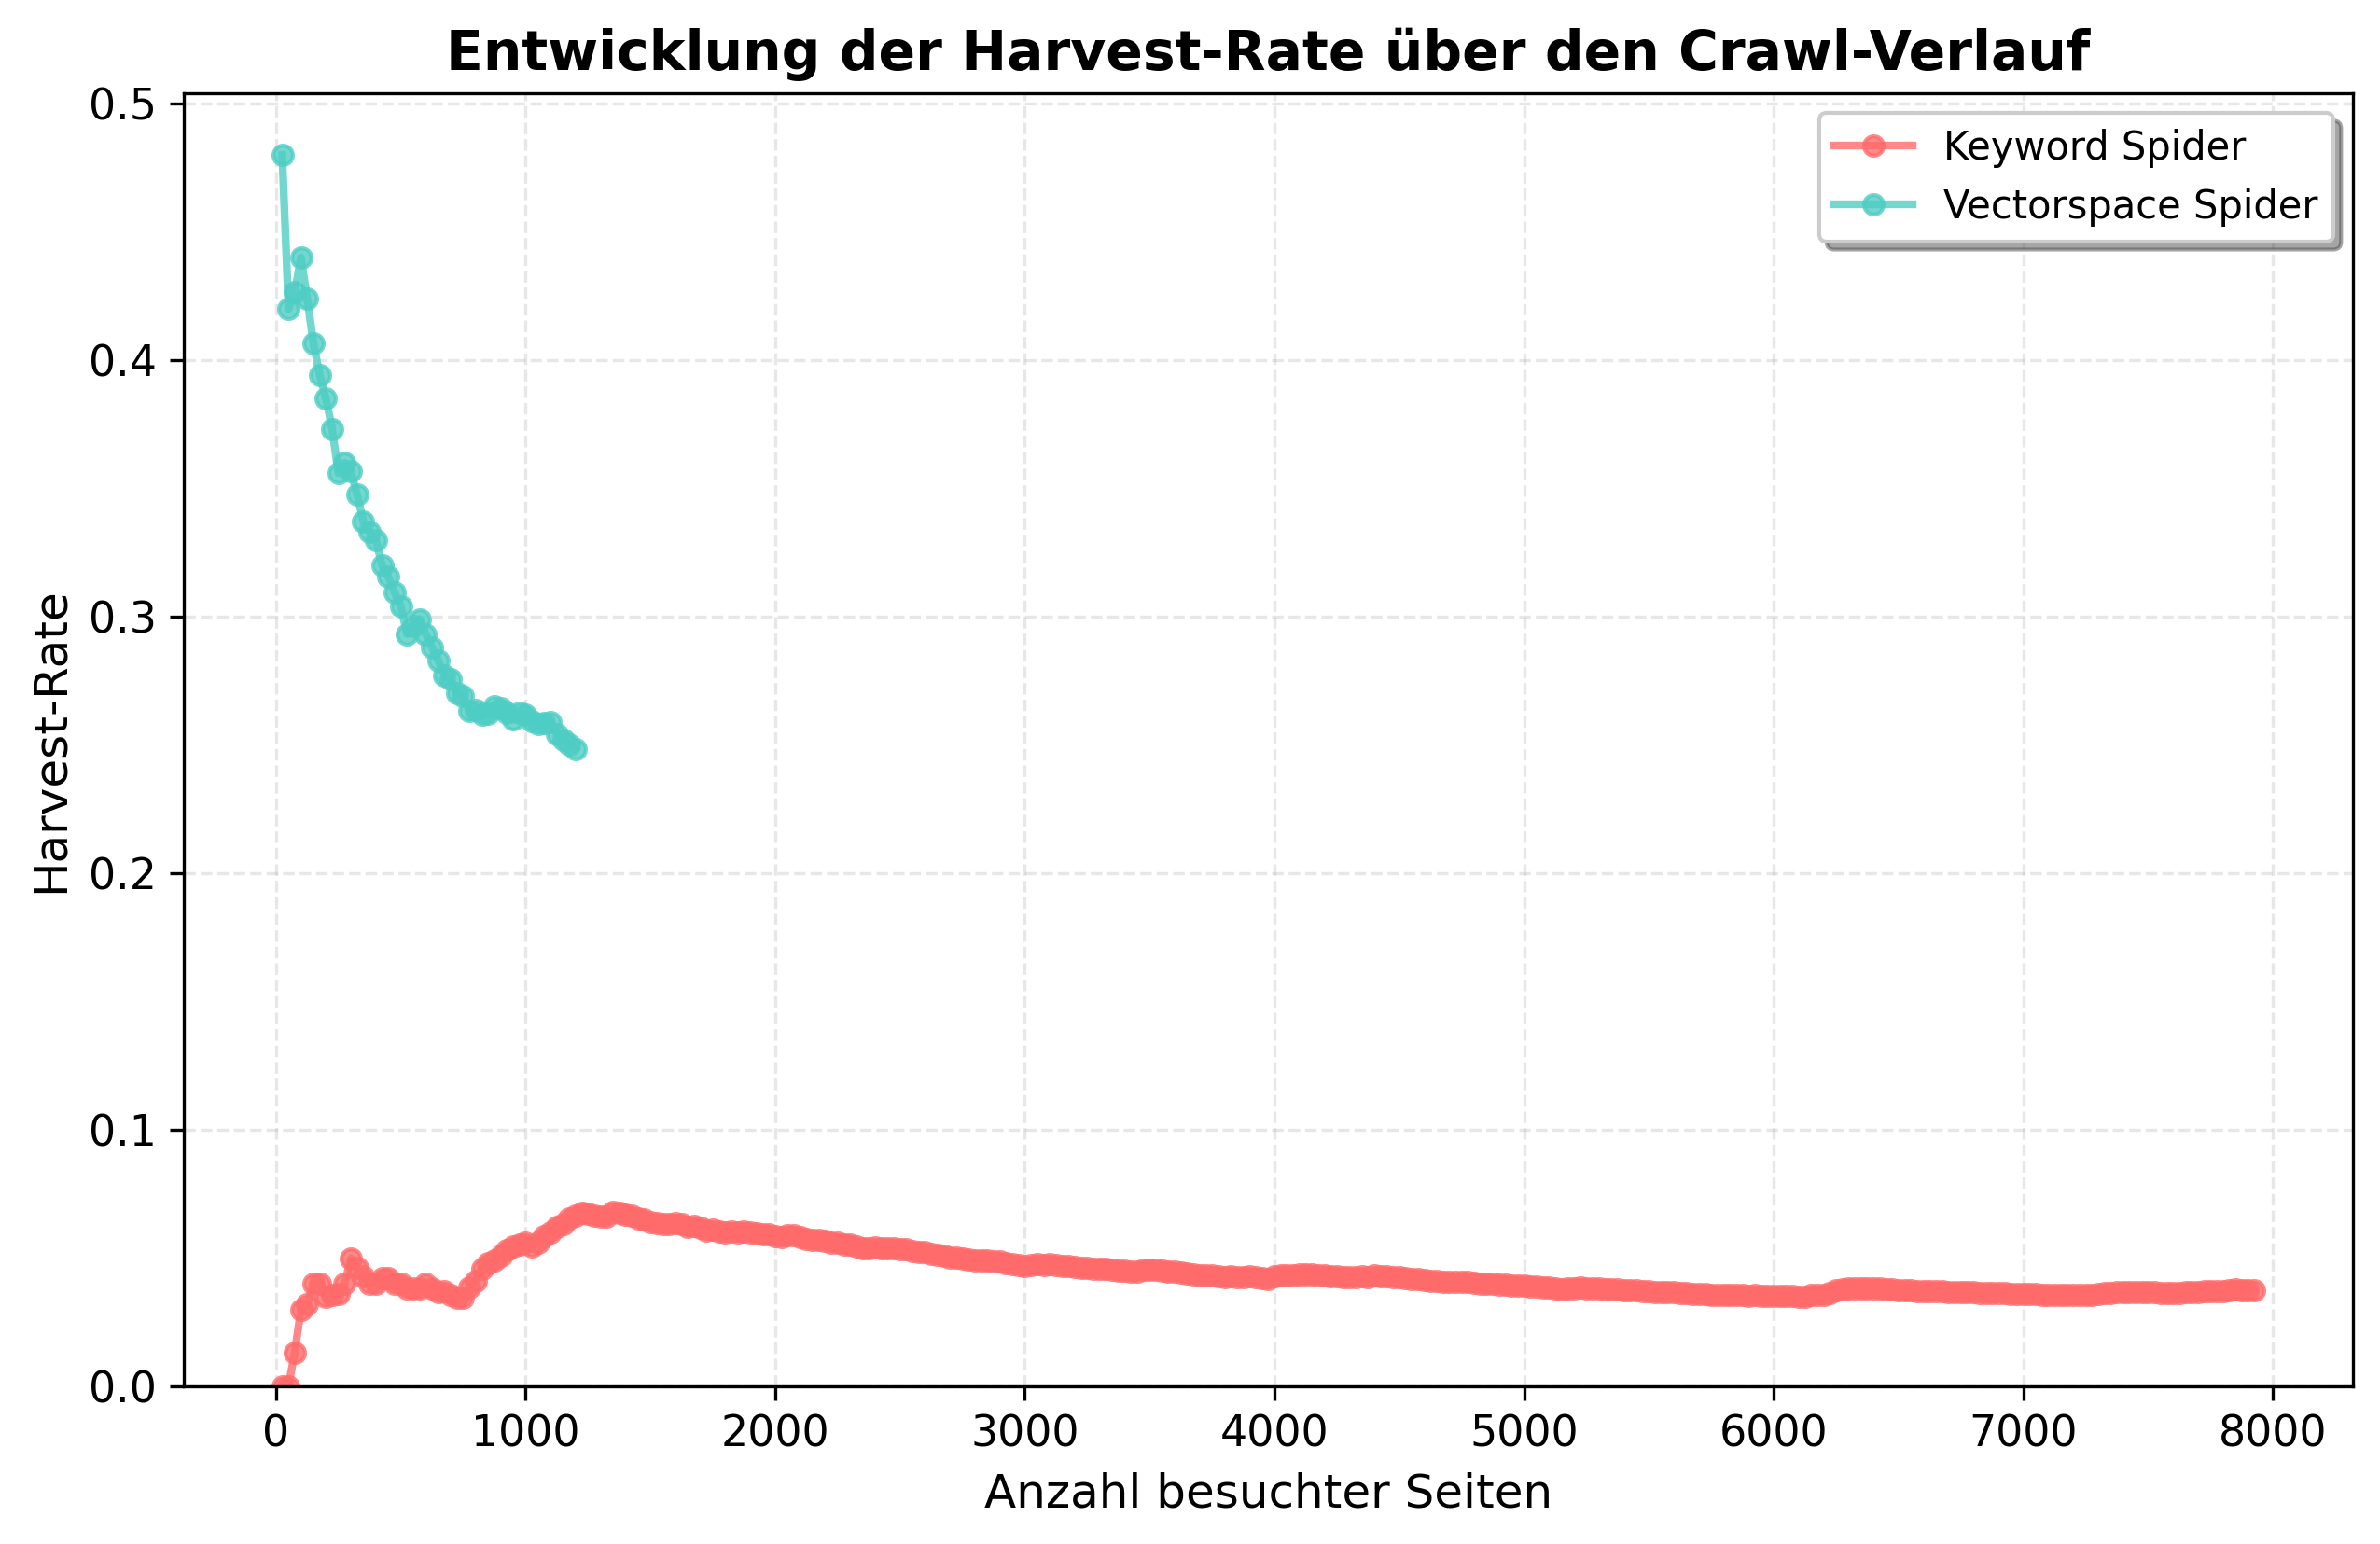 Entwicklung der Harvest-Rate über den Crawl-Verlauf
Keyword Spider
Vectorspace Spider
Harvest-Rate
0.5
0.4
0.3
0.2
0.1
0.0
0 1000 2000 3000 4000 5000 6000 7000 8000
Anzahl besuchter Seiten